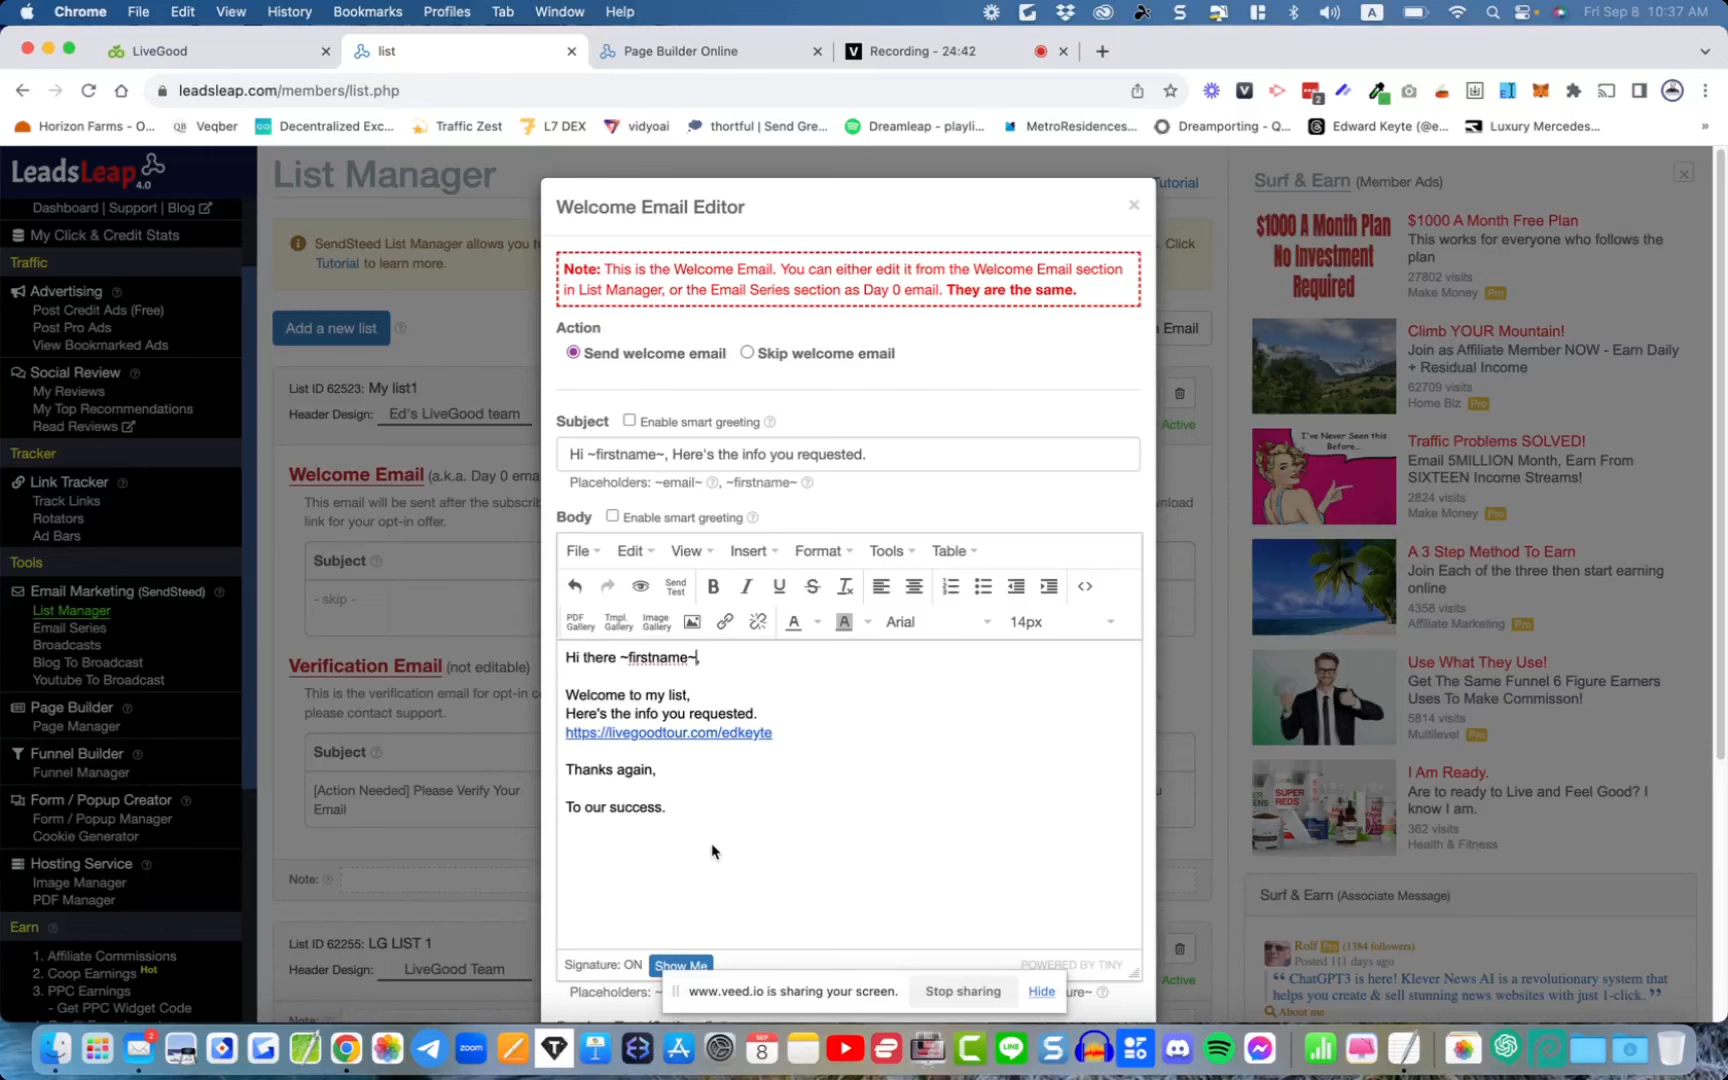 Chrome File Edit View History Bookmarks Profiles Tab Window Help
A Fri Sep 8 10:37 AM
LiveGood
list
Page Builder Online
Recording - 24:42
leadsleap.com/members/list.php
Horizon Farms - O...
QB Veqber
Decentralized Exc...
Traffic Zest
L7 DEX
vidyoai
thortful | Send Gre...
Dreamleap - playli...
MetroResidences...
Dreamporting - Q...
Edward Keyte (@e...
Luxury Mercedes...
LeadsLeap 4.0
Dashboard | Support | Blog
My Click & Credit Stats
Traffic
Advertising
Post Credit Ads (Free)
Post Pro Ads
View Bookmarked Ads
Social Review
My Reviews
My Top Recommendations
Read Reviews
Tracker
Link Tracker
Track Links
Rotators
Ad Bars
Tools
Email Marketing (SendSteed)
List Manager
Email Series
Broadcasts
Blog To Broadcast
Youtube To Broadcast
Page Builder
Page Manager
Funnel Builder
Funnel Manager
Form / Popup Creator
Form / Popup Manager
Cookie Generator
Hosting Service
Image Manager
PDF Manager
Earn
1. Affiliate Commissions
2. Coop Earnings Hot
3. PPC Earnings
- Get PPC Widget Code
List Manager
Tutorial
SendSteed List Manager allows you to
Click
Tutorial to learn more.
Add a new list
Email
List ID 62523: My list1
Header Design: Ed's LiveGood team
Active
Welcome Email (a.k.a. Day 0 ema
This email will be sent after the subscrib
wnload
link for your opt-in offer.
Subject
- skip -
Verification Email (not editable)
This is the verification email for opt-in c
please contact support.
Subject
[Action Needed] Please Verify Your
Email
Note:
List ID 62255: LG LIST 1
Header Design: LiveGood Team
Active
Welcome Email Editor
Note: This is the Welcome Email. You can either edit it from the Welcome Email section
in List Manager, or the Email Series section as Day 0 email. They are the same.
Action
Send welcome email Skip welcome email
Subject Enable smart greeting
Hi ~firstname~, Here's the info you requested.
Placeholders: ~email~ , ~firstname~
Body Enable smart greeting
File Edit View Insert Format Tools Table
Send Test
PDF Gallery Tmpl. Gallery Image Gallery A A Arial 14px
Hi there ~firstname~,
Welcome to my list,
Here's the info you requested.
https://livegoodtour.com/edkeyte
Thanks again,
To our success.
Signature: ON Show Me
POWERED BY TINY
www.veed.io is sharing your screen. Stop sharing Hide
Surf & Earn (Member Ads)
$1000 A Month Plan
No Investment
Required
$1000 A Month Free Plan
This works for everyone who follows the
plan
27802 visits
Make Money Pro
Climb YOUR Mountain!
Join as Affiliate Member NOW - Earn Daily
+ Residual Income
62709 visits
Home Biz Pro
I've Never Seen this
Before...
Traffic Problems SOLVED!
Email 5MILLION Month, Earn From
SIXTEEN Income Streams!
2824 visits
Make Money Pro
A 3 Step Method To Earn
Join Each of the three then start earning
online
4358 visits
Affiliate Marketing Pro
Use What They Use!
Get The Same Funnel 6 Figure Earners
Uses To Make Commisson!
5814 visits
Multilevel Pro
I Am Ready.
Are to ready to Live and Feel Good? I
know I am.
362 visits
Health & Fitness
Surf & Earn (Associate Message)
Rolf Pro (1384 followers)
Posted 111 days ago
ChatGPT3 is here! Klever News AI is a revolutionary system that
helps you create & sell stunning news websites with just 1-click.
About me